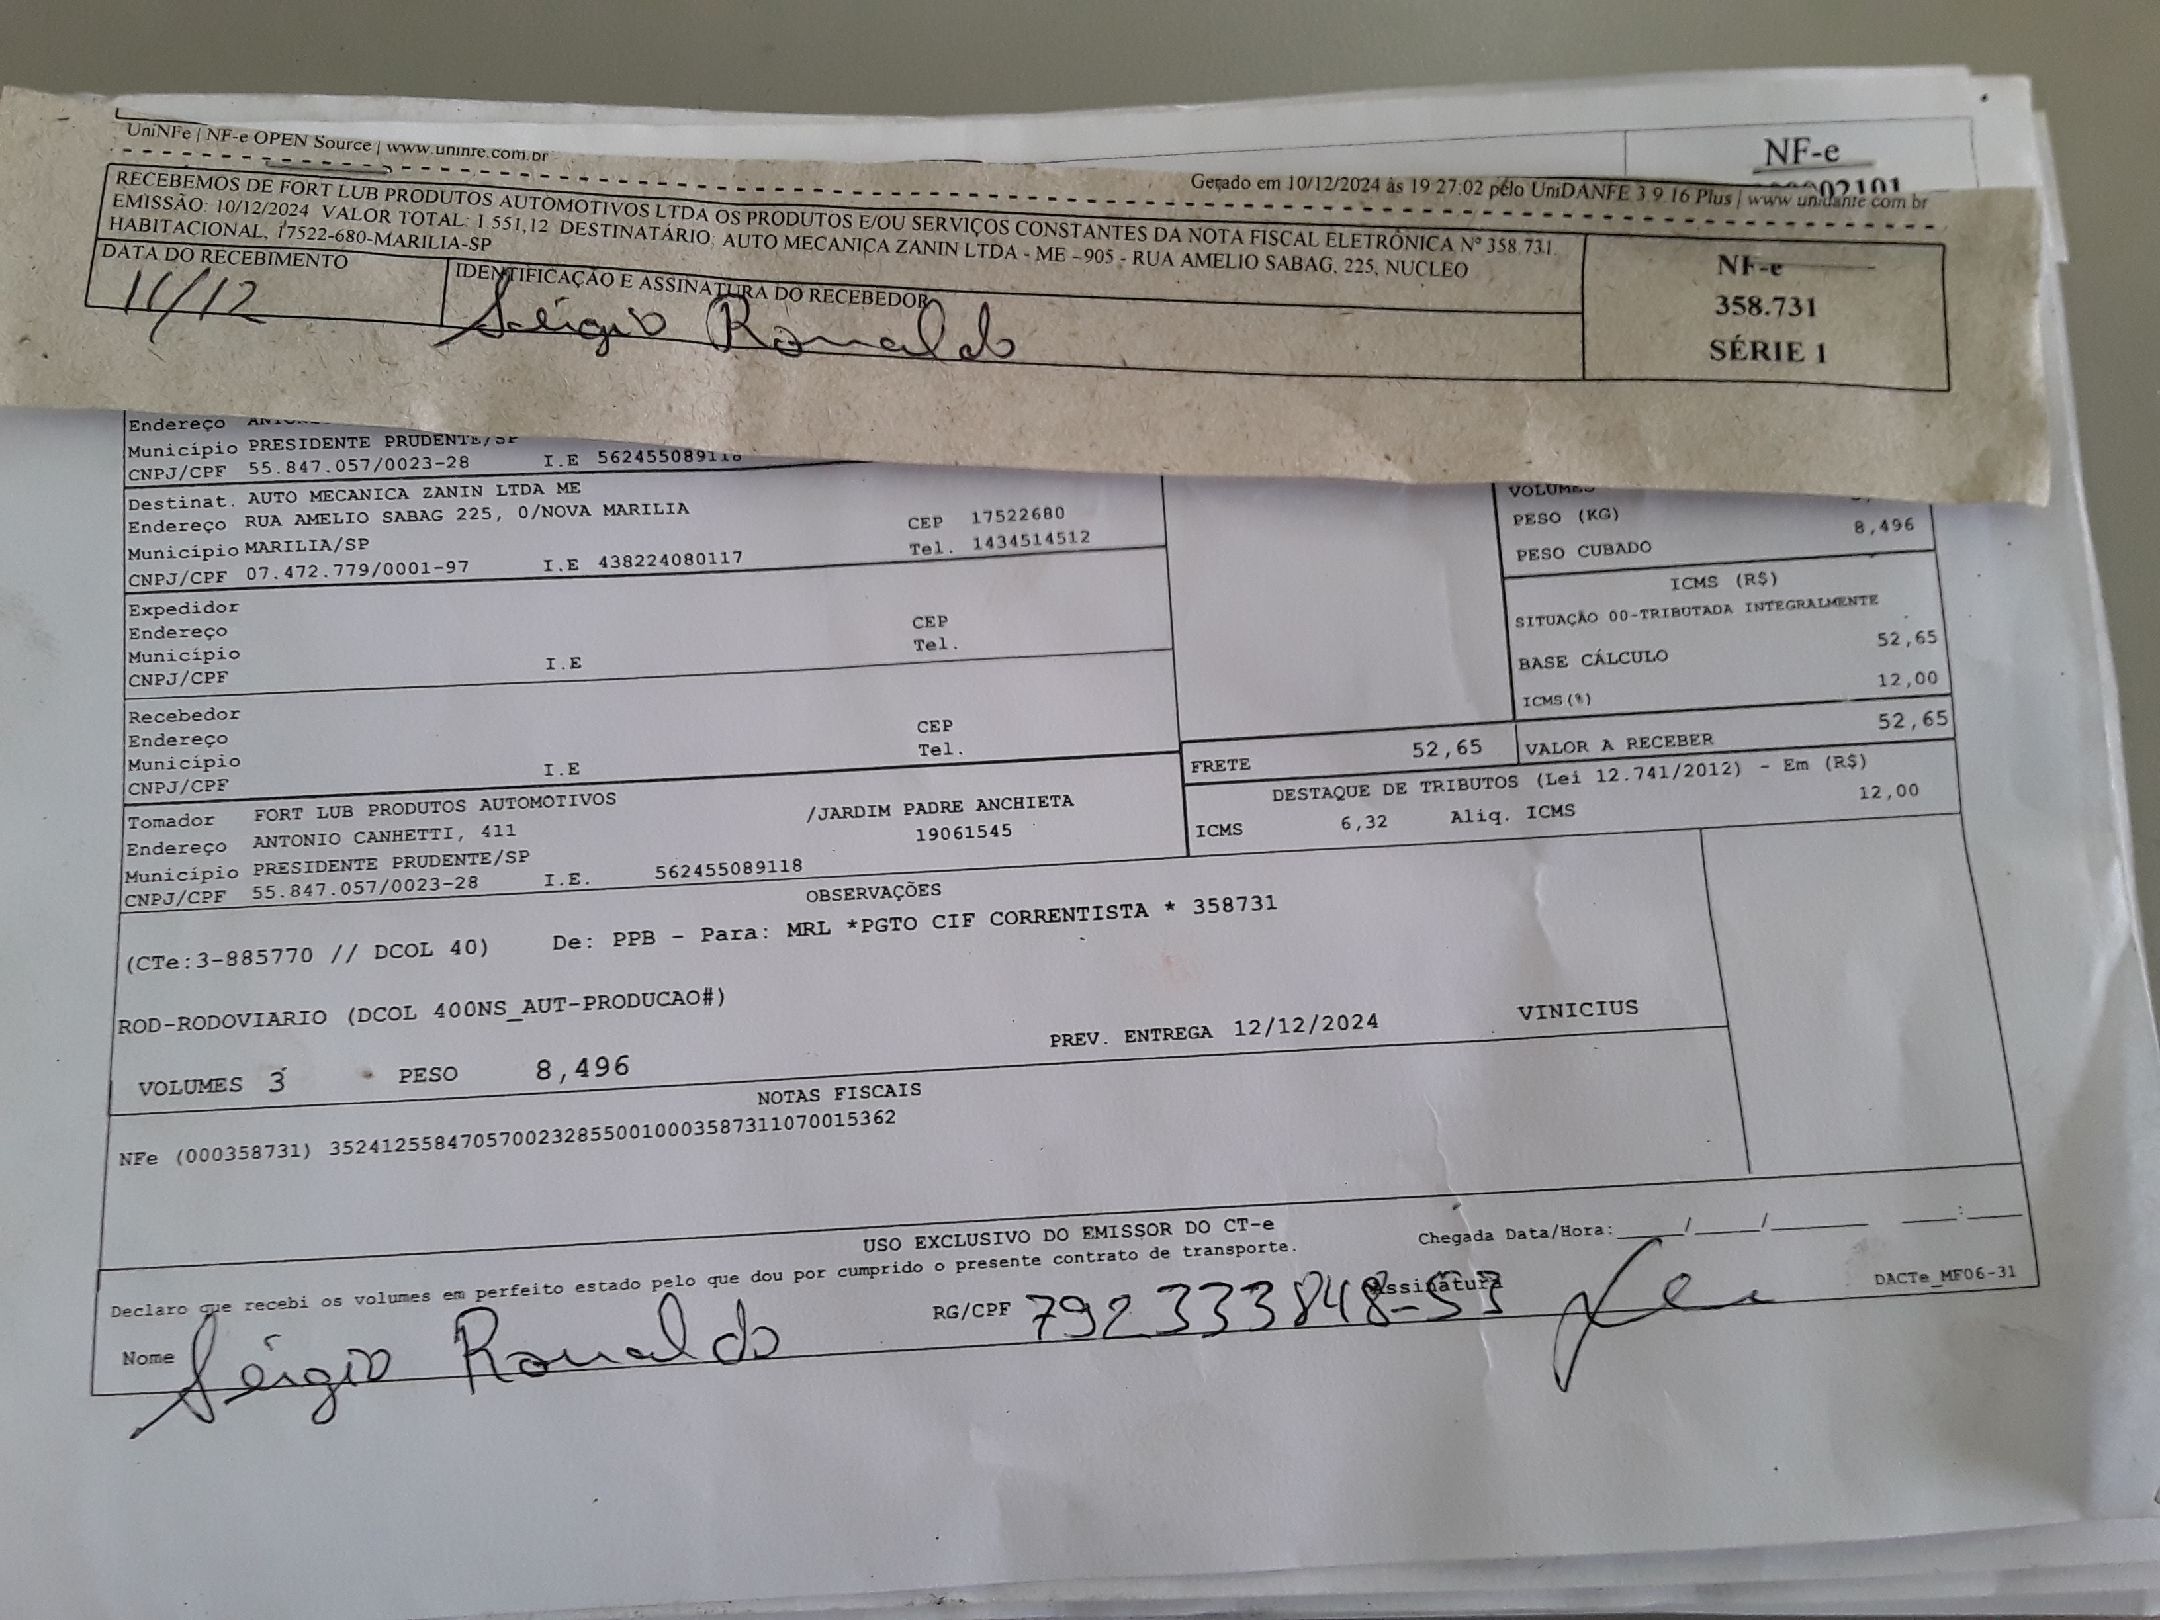 UniNFe | NF-e OPEN Source | www.uninfe.com.br
NF-e
Gerado em 10/12/2024 às 19:27:02 pelo UniDANFE 3.9.16 Plus | www.unidanfe.com.br
RECEBEMOS DE FORT LUB PRODUTOS AUTOMOTIVOS LTDA OS PRODUTOS E/OU SERVIÇOS CONSTANTES DA NOTA FISCAL ELETRÔNICA Nº 358.731.
EMISSÃO: 10/12/2024 VALOR TOTAL: 1.551,12 DESTINATÁRIO: AUTO MECANICA ZANIN LTDA - ME - 905 - RUA AMELIO SABAG, 225, NUCLEO
HABITACIONAL, 17522-680-MARILIA-SP
DATA DO RECEBIMENTO
11/12
IDENTIFICAÇÃO E ASSINATURA DO RECEBEDOR
Sérgio Ronaldo
NF-e
358.731
SÉRIE 1
Endereço
Município PRESIDENTE PRUDENTE/SP
CNPJ/CPF 55.847.057/0023-28 I.E 562455089118
Destinat. AUTO MECANICA ZANIN LTDA ME
Endereço RUA AMELIO SABAG 225, 0/NOVA MARILIA CEP 17522680
Município MARILIA/SP Tel. 1434514512
CNPJ/CPF 07.472.779/0001-97 I.E 438224080117
Expedidor
Endereço CEP
Município Tel.
CNPJ/CPF I.E
Recebedor
Endereço CEP
Município Tel.
CNPJ/CPF I.E
VOLUMES
PESO (KG) 8,496
PESO CUBADO
ICMS (R$)
SITUAÇÃO 00-TRIBUTADA INTEGRALMENTE
BASE CÁLCULO 52,65
ICMS(%) 12,00
FRETE 52,65 VALOR A RECEBER 52,65
DESTAQUE DE TRIBUTOS (Lei 12.741/2012) - Em (R$)
ICMS 6,32 Aliq. ICMS 12,00
Tomador FORT LUB PRODUTOS AUTOMOTIVOS
Endereço ANTONIO CANHETTI, 411 /JARDIM PADRE ANCHIETA
Município PRESIDENTE PRUDENTE/SP 19061545
CNPJ/CPF 55.847.057/0023-28 I.E. 562455089118
OBSERVAÇÕES
(CTe:3-885770 // DCOL 40) De: PPB - Para: MRL *PGTO CIF CORRENTISTA * 358731
ROD-RODOVIARIO (DCOL 400NS_AUT-PRODUCAO#)
PREV. ENTREGA 12/12/2024 VINICIUS
VOLUMES 3 PESO 8,496
NOTAS FISCAIS
NFe (000358731) 35241255847057002328550010003587311070015362
USO EXCLUSIVO DO EMISSOR DO CT-e
Declaro que recebi os volumes em perfeito estado pelo que dou por cumprido o presente contrato de transporte.
Chegada Data/Hora:____/____/______ ____:____
Nome Sérgio Ronaldo RG/CPF 792333848-53 Assinatura
DACTe_MF06-31